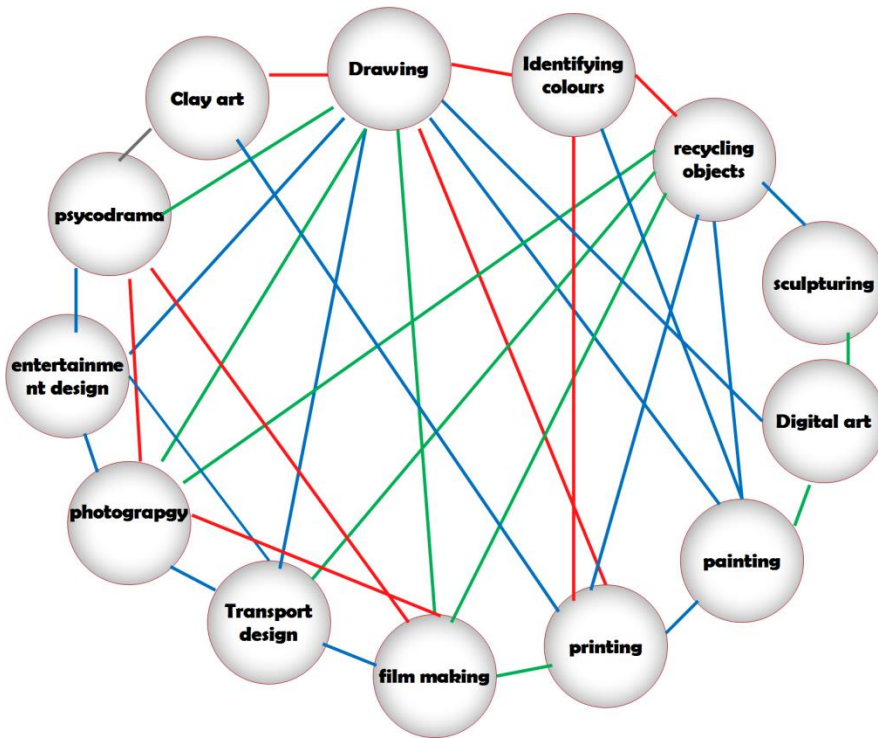 Drawing
Identifying
colours
Clay art
recycling
objects
psycodrama
sculpturing
entertainme
nt design
Digital art
photograpgy
painting
Transport
design
printing
film making